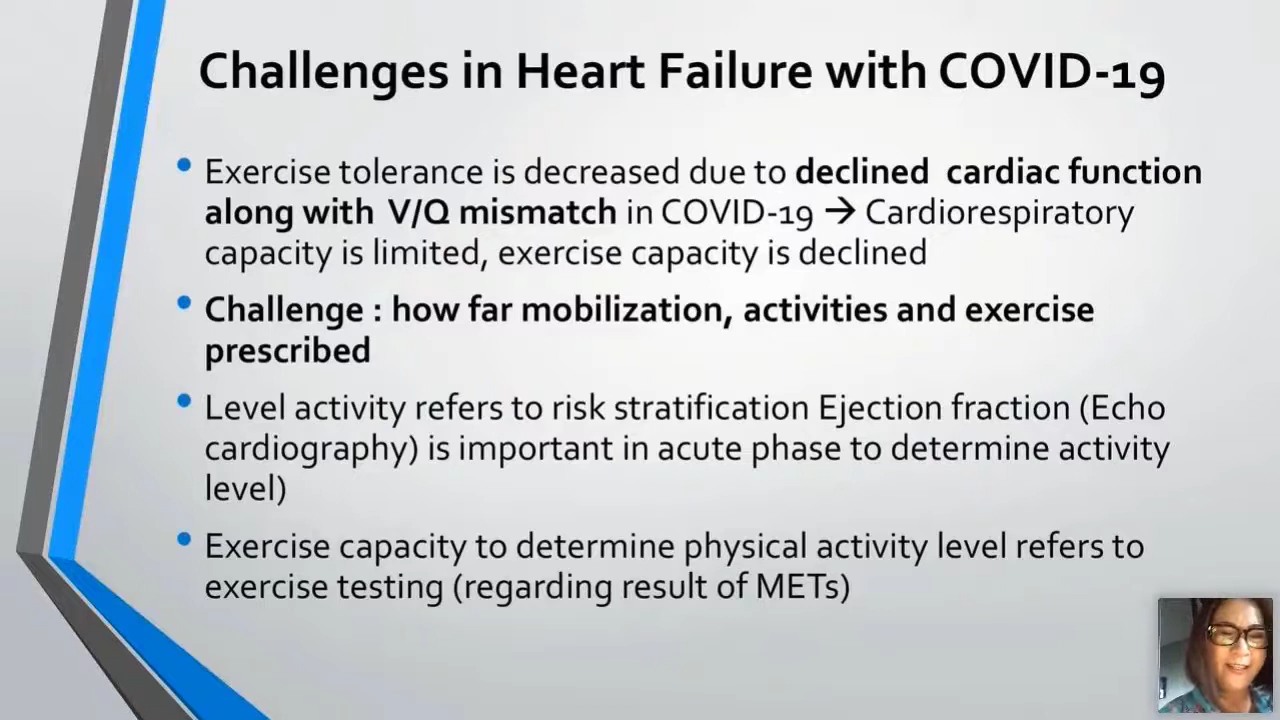 Challenges in Heart Failure with COVID-19
• Exercise tolerance is decreased due to declined cardiac function
along with V/Q mismatch in COVID-19 → Cardiorespiratory
capacity is limited, exercise capacity is declined
• Challenge : how far mobilization, activities and exercise
prescribed
• Level activity refers to risk stratification Ejection fraction (Echo
cardiography) is important in acute phase to determine activity
level)
• Exercise capacity to determine physical activity level refers to
exercise testing (regarding result of METs)